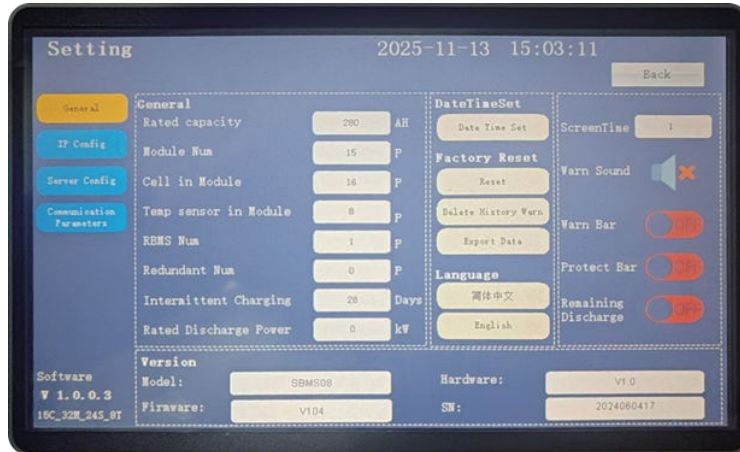 Setting
2025-11-13 15:03:11
Back
General
IP Config
Server Config
Communication
Parameters
General
Rated capacity 280 AH
Module Num 15 P
Cell in Module 16 P
Temp sensor in Module 8 P
RBMS Num 1 P
Redundant Num 0 P
Intermittent Charging 28 Days
Rated Discharge Power 0 kW
DateTimeSet
Date Time Set
Factory Reset
Reset
Delete History Warn
Export Data
Language
简体中文
English
ScreenTime 1
Warn Sound
Warn Bar OFF
Protect Bar OFF
Remaining
Discharge OFF
Version
Model: SBMS08
Hardware: V1.0
Firmware: V104
SN: 2024060417
Software
V 1.0.0.3
15C_32M_24S_8T